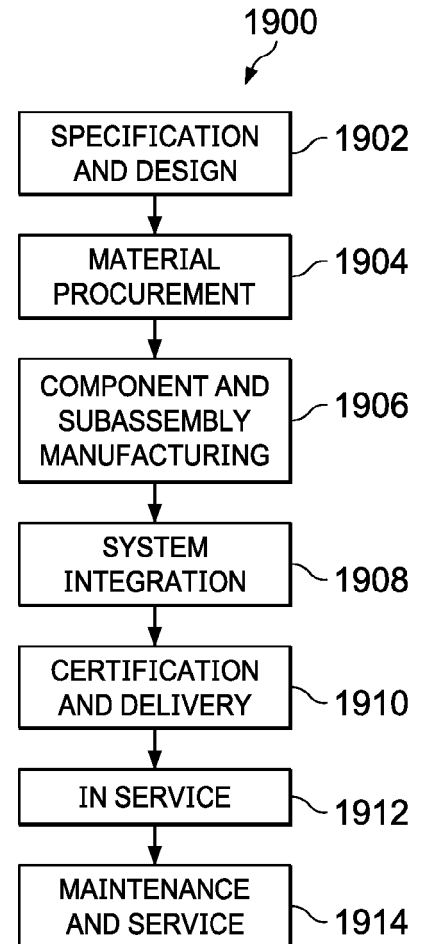 1900
SPECIFICATION
AND DESIGN
1902
MATERIAL
PROCUREMENT
1904
COMPONENT AND
SUBASSEMBLY
MANUFACTURING
1906
SYSTEM
INTEGRATION
1908
CERTIFICATION
AND DELIVERY
1910
IN SERVICE
1912
MAINTENANCE
AND SERVICE
1914